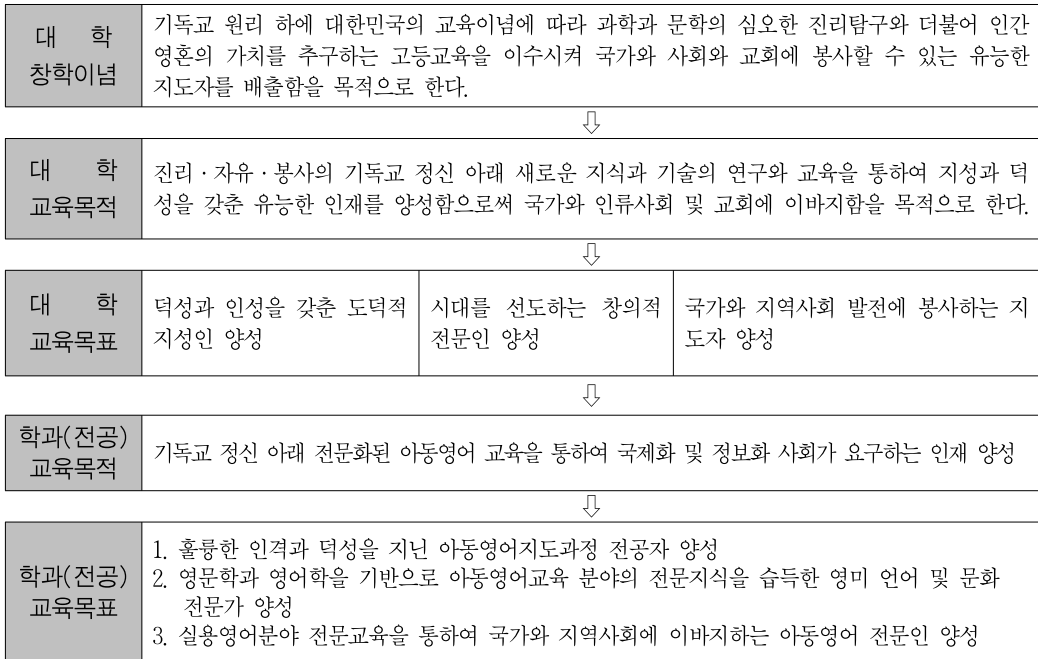 대 학
창학이념
기독교 원리 하에 대한민국의 교육이념에 따라 과학과 문학의 심오한 진리탐구와 더불어 인간
영혼의 가치를 추구하는 고등교육을 이수시켜 국가와 사회와 교회에 봉사할 수 있는 유능한
지도자를 배출함을 목적으로 한다.
⇩
대 학
교육목적
진리·자유·봉사의 기독교 정신 아래 새로운 지식과 기술의 연구와 교육을 통하여 지성과 덕
성을 갖춘 유능한 인재를 양성함으로써 국가와 인류사회 및 교회에 이바지함을 목적으로 한다.
⇩
대 학
교육목표
덕성과 인성을 갖춘 도덕적
지성인 양성
시대를 선도하는 창의적
전문인 양성
국가와 지역사회 발전에 봉사하는 지
도자 양성
⇩
학과(전공)
교육목적
기독교 정신 아래 전문화된 아동영어 교육을 통하여 국제화 및 정보화 사회가 요구하는 인재 양성
⇩
학과(전공)
교육목표
1. 훌륭한 인격과 덕성을 지닌 아동영어지도과정 전공자 양성
2. 영문학과 영어학을 기반으로 아동영어교육 분야의 전문지식을 습득한 영미 언어 및 문화
전문가 양성
3. 실용영어분야 전문교육을 통하여 국가와 지역사회에 이바지하는 아동영어 전문인 양성